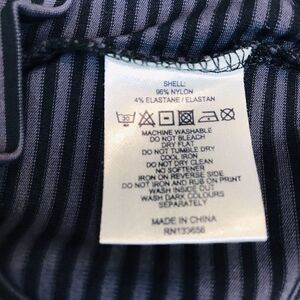 SHELL:
96% NYLON
4% ELASTANE / ELASTAN
30
MACHINE WASHABLE
DO NOT BLEACH
DRY FLAT
DO NOT TUMBLE DRY
COOL IRON
DO NOT DRY CLEAN
NO SOFTENER
IRON ON REVERSE SIDE
DO NOT IRON AND RUB ON PRINT
WASH INSIDE OUT
WASH DARK COLOURS
SEPARATELY
MADE IN CHINA
RN133656